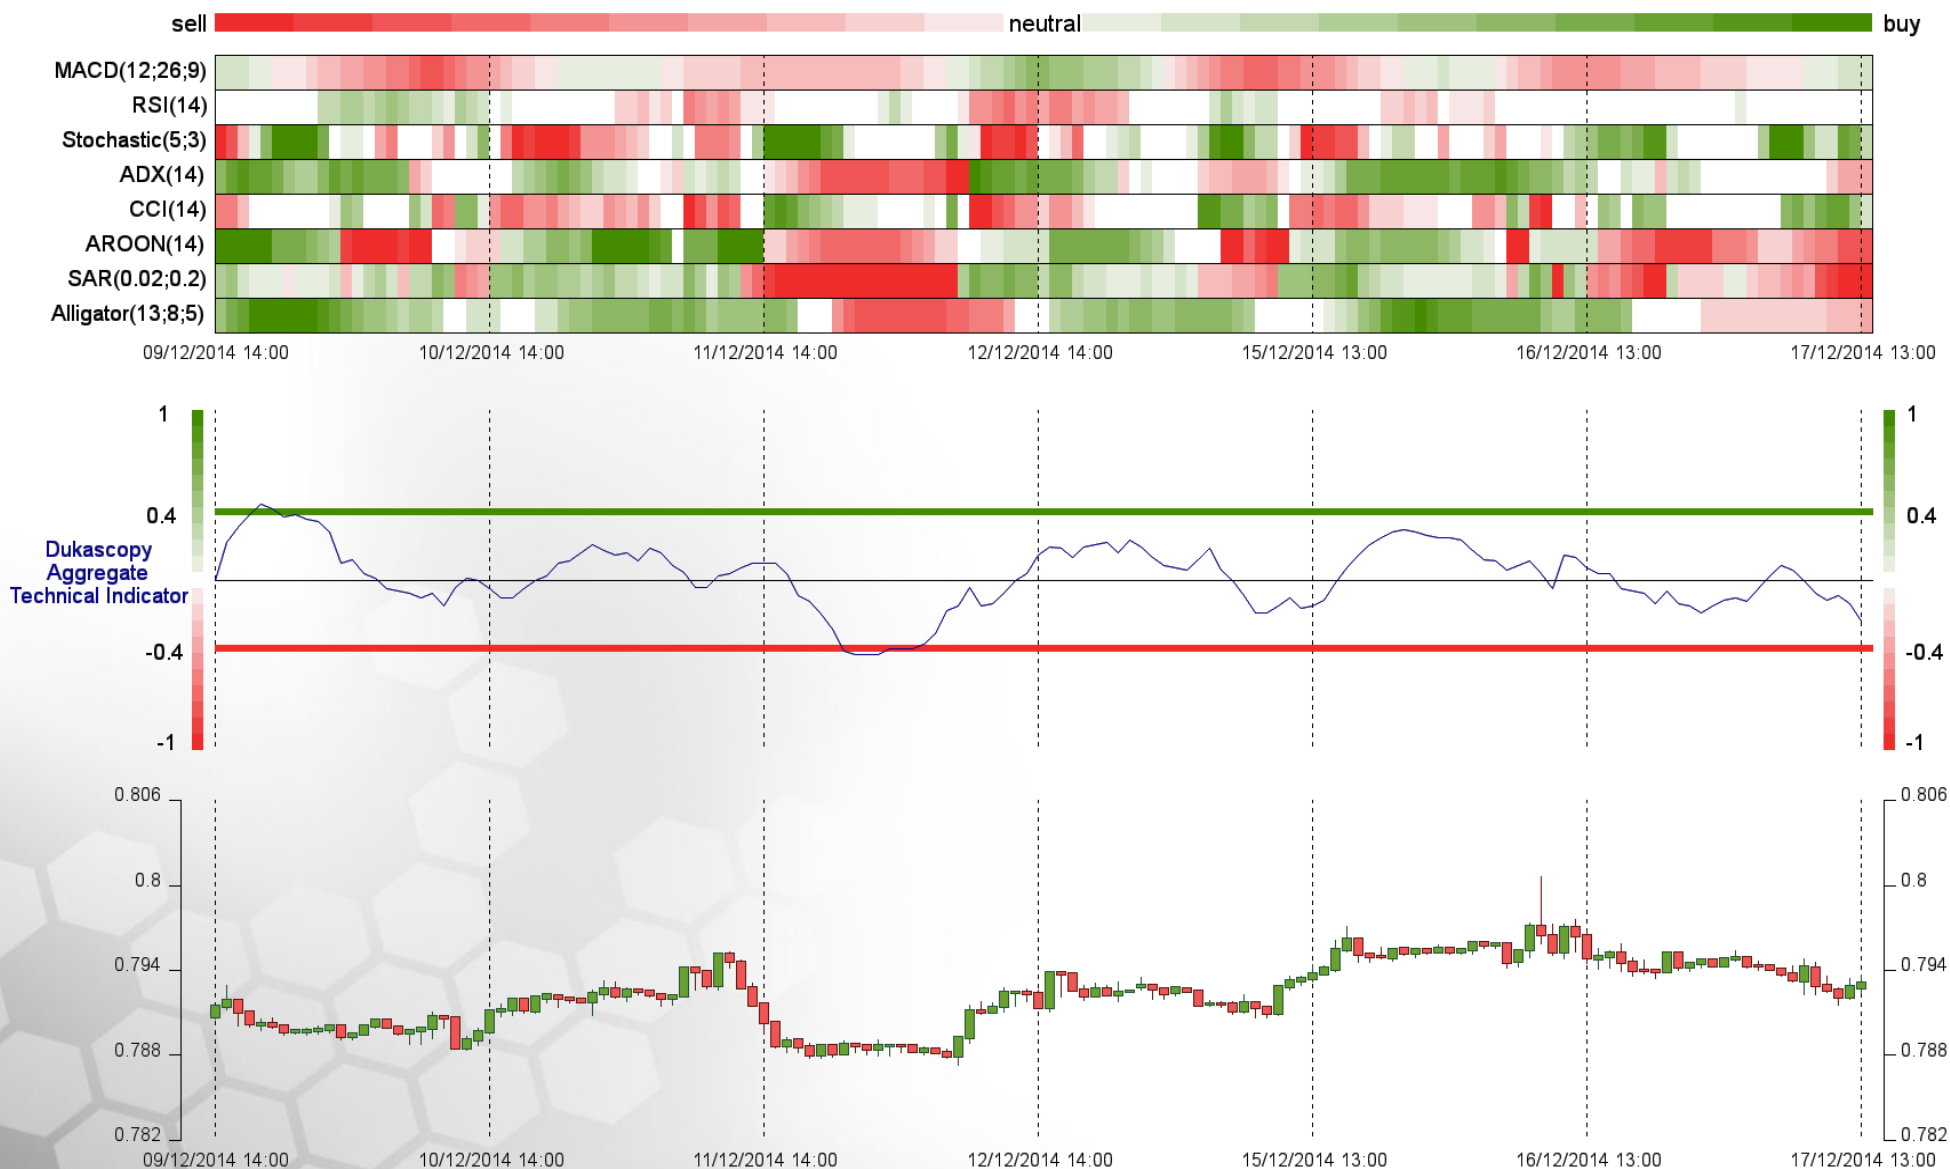 sell neutral buy
MACD(12;26;9)
RSI(14)
Stochastic(5;3)
ADX(14)
CCI(14)
AROON(14)
SAR(0.02;0.2)
Alligator(13;8;5)
09/12/2014 14:00 10/12/2014 14:00 11/12/2014 14:00 12/12/2014 14:00 15/12/2014 13:00 16/12/2014 13:00 17/12/2014 13:00
1 1
0.4 0.4
Dukascopy
Aggregate
Technical Indicator
-0.4 -0.4
-1 -1
0.806 0.806
0.8 0.8
0.794 0.794
0.788 0.788
0.782 0.782
09/12/2014 14:00 10/12/2014 14:00 11/12/2014 14:00 12/12/2014 14:00 15/12/2014 13:00 16/12/2014 13:00 17/12/2014 13:00